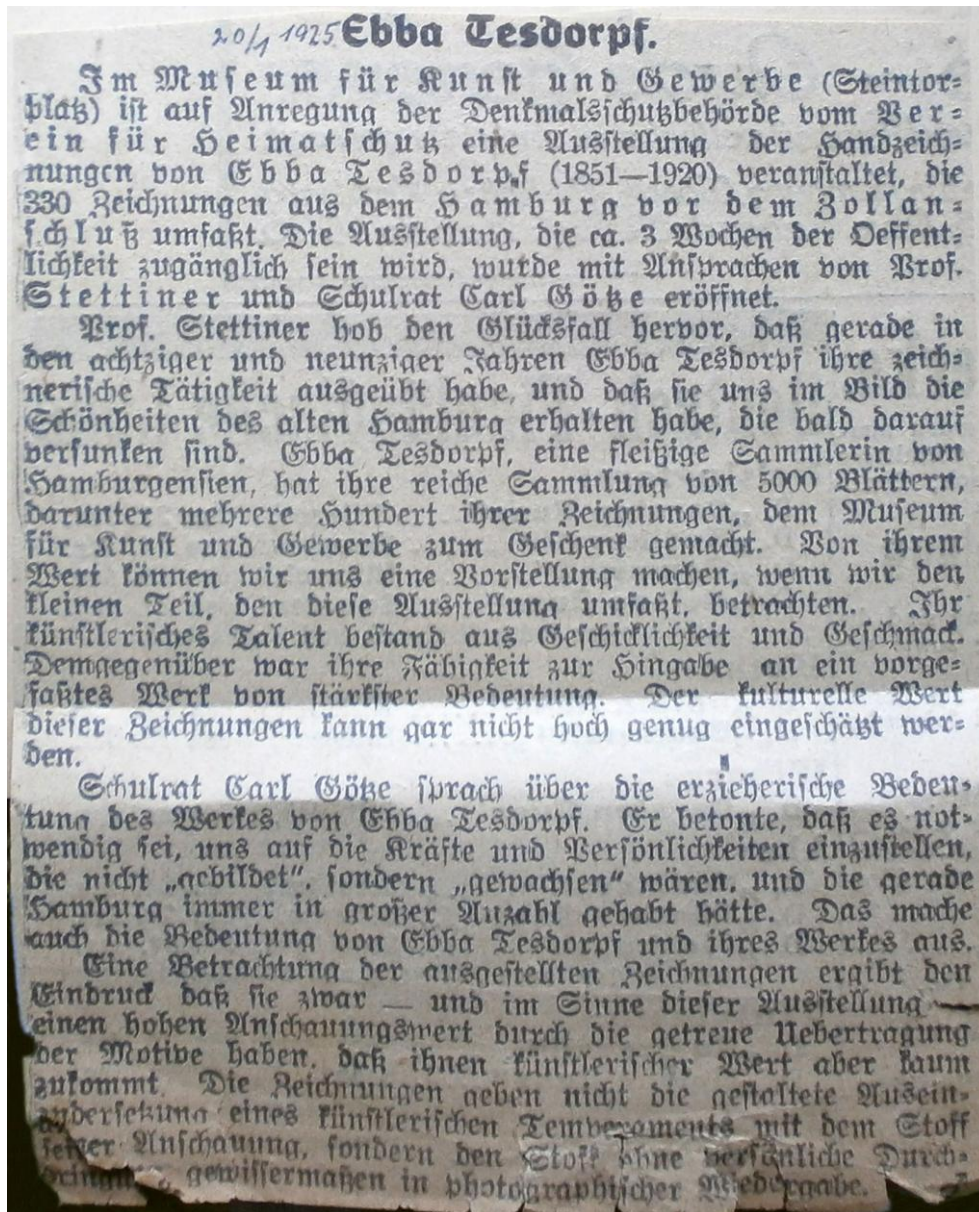 20/1 1925 Ebba Tesdorpf.
Im Museum für Kunst und Gewerbe (Steintor-
platz) ist auf Anregung der Denkmalsschutzbehörde vom Ver-
ein für Heimatschutz eine Ausstellung der Handzeich-
nungen von Ebba Tesdorpf (1851—1920) veranstaltet, die
330 Zeichnungen aus dem Hamburg vor dem Zollan-
schluß umfaßt. Die Ausstellung, die ca. 3 Wochen der Oeffent-
lichkeit zugänglich sein wird, wurde mit Ansprachen von Prof.
Stettiner und Schulrat Carl Götze eröffnet.
Prof. Stettiner hob den Glücksfall hervor, daß gerade in
den achtziger und neunziger Jahren Ebba Tesdorpf ihre zeich-
nerische Tätigkeit ausgeübt habe, und daß sie uns im Bild die
Schönheiten des alten Hamburg erhalten habe, die bald darauf
versunken sind. Ebba Tesdorpf, eine fleißige Sammlerin von
Hamburgensien, hat ihre reiche Sammlung von 5000 Blättern,
darunter mehrere Hundert ihrer Zeichnungen, dem Museum
für Kunst und Gewerbe zum Geschenk gemacht. Von ihrem
Wert können wir uns eine Vorstellung machen, wenn wir den
kleinen Teil, den diese Ausstellung umfaßt, betrachten. Ihr
künstlerisches Talent bestand aus Geschicklichkeit und Geschmack.
Demgegenüber war ihre Fähigkeit zur Hingabe an ein vorge-
faßtes Werk von stärkster Bedeutung. Der kulturelle Wert
dieser Zeichnungen kann gar nicht hoch genug eingeschätzt wer-
den.
Schulrat Carl Götze sprach über die erzieherische Bedeu-
tung des Werkes von Ebba Tesdorpf. Er betonte, daß es not-
wendig sei, uns auf die Kräfte und Persönlichkeiten einzustellen,
die nicht „gebildet“, sondern „gewachsen“ wären, und die gerade
Hamburg immer in großer Anzahl gehabt hätte. Das mache
auch die Bedeutung von Ebba Tesdorpf und ihres Werkes aus.
Eine Betrachtung der ausgestellten Zeichnungen ergibt den
Eindruck daß sie zwar — und im Sinne dieser Ausstellung —
einen hohen Anschauungswert durch die getreue Uebertragung
der Motive haben, daß ihnen künstlerischer Wert aber kaum
zukommt. Die Zeichnungen geben nicht die gestaltete Ausein-
andersetzung eines künstlerischen Temperaments mit dem Stoff
seiner Anschauung, sondern den Stoff ohne persönliche Durch-
gewissermaßen in photographischer Wiedergabe.